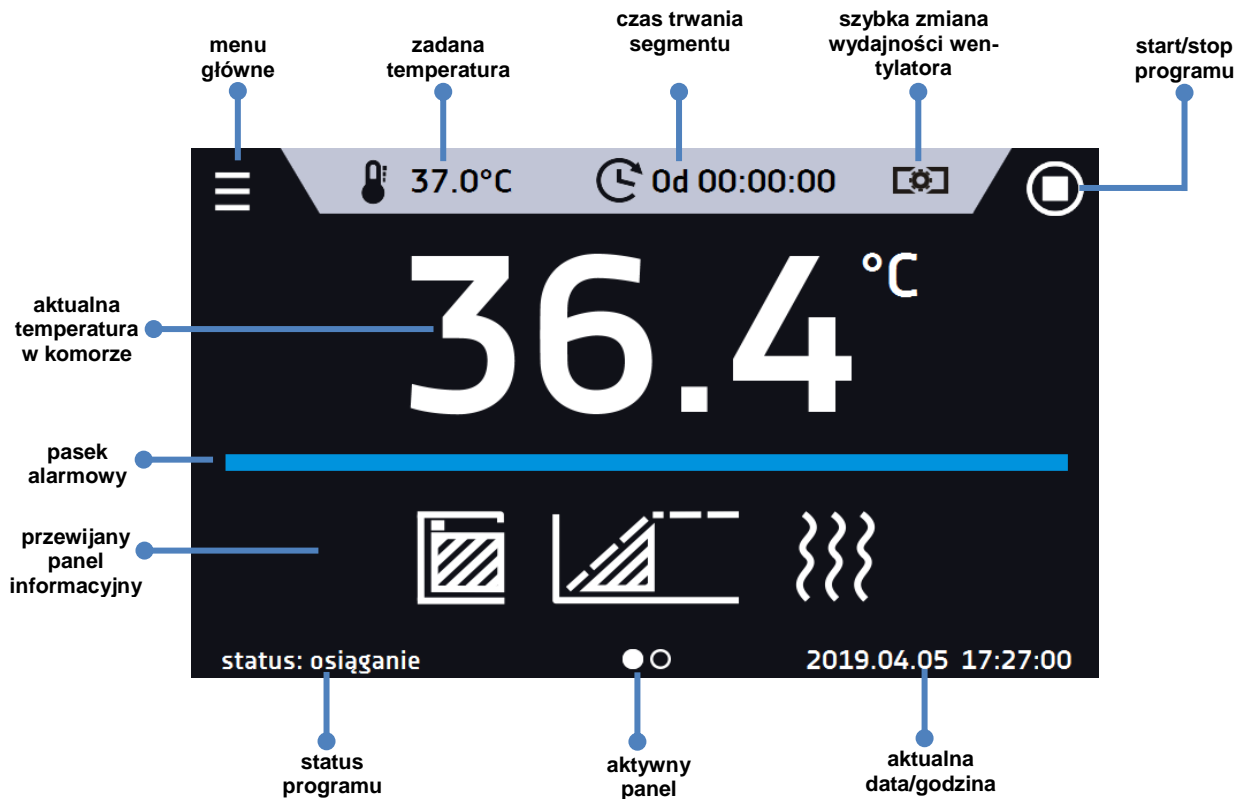 menu
główne
zadana
temperatura
czas trwania
segmentu
szybka zmiana
wydajności wen-
tylatora
start/stop
programu
37.0°C
0d 00:00:00
36.4 °C
aktualna
temperatura
w komorze
pasek
alarmowy
przewijany
panel
informacyjny
status: osiąganie
2019.04.05 17:27:00
status
programu
aktywny
panel
aktualna
data/godzina